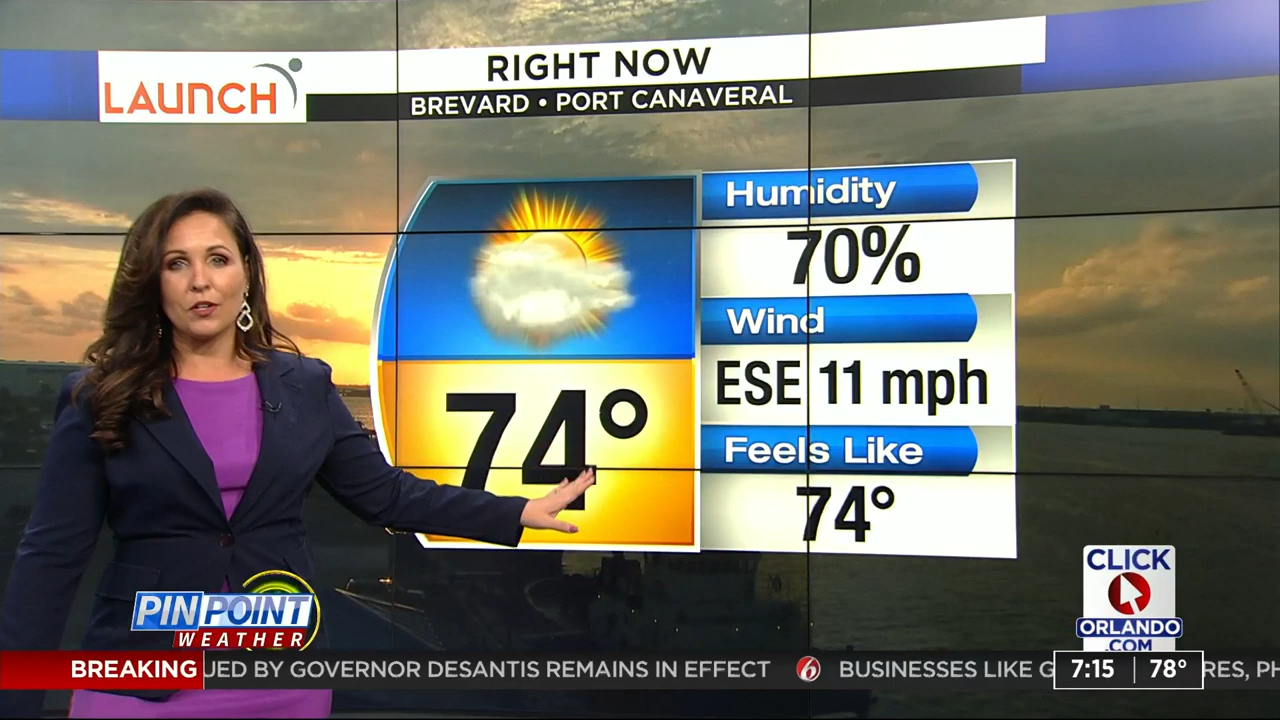 LAUNCH
RIGHT NOW
BREVARD • PORT CANAVERAL
Humidity
70%
Wind
ESE 11 mph
74°
Feels Like
74°
PINPOINT
WEATHER
CLICK
ORLANDO
.COM
BREAKING
UED BY GOVERNOR DESANTIS REMAINS IN EFFECT 6 BUSINESSES LIKE G
RES, PH
7:15 78°